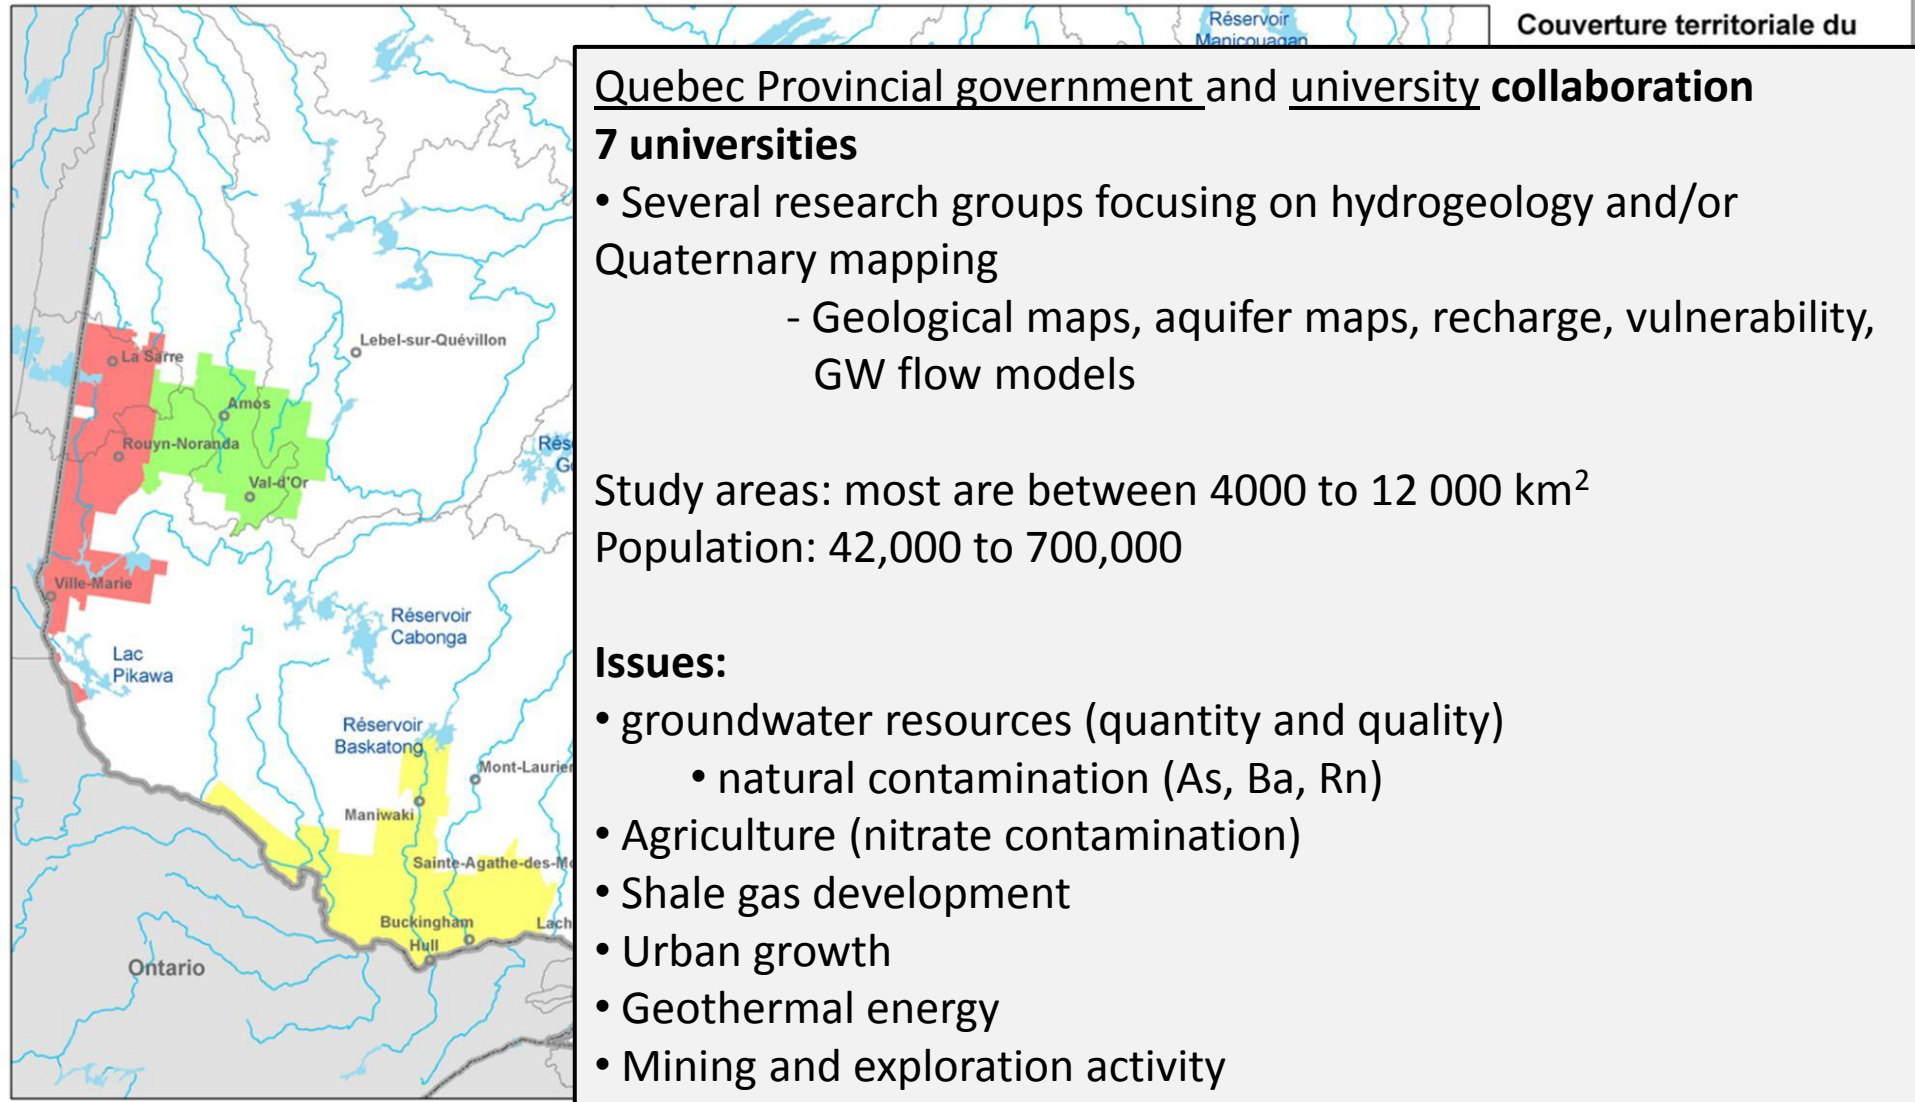 Réservoir
Manicouagan
Couverture territoriale du
Quebec Provincial government and university collaboration
7 universities
• Several research groups focusing on hydrogeology and/or
Quaternary mapping
- Geological maps, aquifer maps, recharge, vulnerability,
GW flow models
Study areas: most are between 4000 to 12 000 km²
Population: 42,000 to 700,000
Issues:
• groundwater resources (quantity and quality)
• natural contamination (As, Ba, Rn)
• Agriculture (nitrate contamination)
• Shale gas development
• Urban growth
• Geothermal energy
• Mining and exploration activity
Lebel-sur-Quévillon
La Sarre
Amos
Rouyn-Noranda
Val-d'Or
Ville-Marie
Réservoir
Cabonga
Lac
Pikawa
Réservoir
Baskatong
Mont-Laurier
Maniwaki
Sainte-Agathe-des-M
Buckingham
Lach
Hull
Ontario